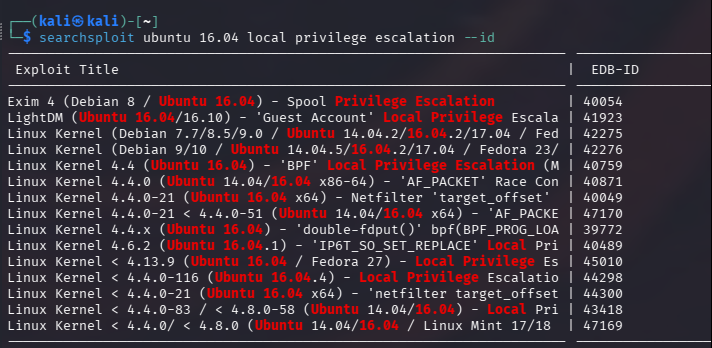 ┌──(kali㉿kali)-[~]
└─$ searchsploit ubuntu 16.04 local privilege escalation --id
Exploit Title | EDB-ID
Exim 4 (Debian 8 / Ubuntu 16.04) - Spool Privilege Escalation | 40054
LightDM (Ubuntu 16.04/16.10) - 'Guest Account' Local Privilege Escala | 41923
Linux Kernel (Debian 7.7/8.5/9.0 / Ubuntu 14.04.2/16.04.2/17.04 / Fed | 42275
Linux Kernel (Debian 9/10 / Ubuntu 14.04.5/16.04.2/17.04 / Fedora 23/ | 42276
Linux Kernel 4.4 (Ubuntu 16.04) - 'BPF' Local Privilege Escalation (M | 40759
Linux Kernel 4.4.0 (Ubuntu 14.04/16.04 x86-64) - 'AF_PACKET' Race Con | 40871
Linux Kernel 4.4.0-21 (Ubuntu 16.04 x64) - Netfilter 'target_offset' | 40049
Linux Kernel 4.4.0-21 < 4.4.0-51 (Ubuntu 14.04/16.04 x64) - 'AF_PACKE | 47170
Linux Kernel 4.4.x (Ubuntu 16.04) - 'double-fdput()' bpf(BPF_PROG_LOA | 39772
Linux Kernel 4.6.2 (Ubuntu 16.04.1) - 'IP6T_SO_SET_REPLACE' Local Pri | 40489
Linux Kernel < 4.13.9 (Ubuntu 16.04 / Fedora 27) - Local Privilege Es | 45010
Linux Kernel < 4.4.0-116 (Ubuntu 16.04.4) - Local Privilege Escalatio | 44298
Linux Kernel < 4.4.0-21 (Ubuntu 16.04 x64) - 'netfilter target_offset | 44300
Linux Kernel < 4.4.0-83 / < 4.8.0-58 (Ubuntu 14.04/16.04) - Local Pri | 43418
Linux Kernel < 4.4.0/ < 4.8.0 (Ubuntu 14.04/16.04 / Linux Mint 17/18 | 47169